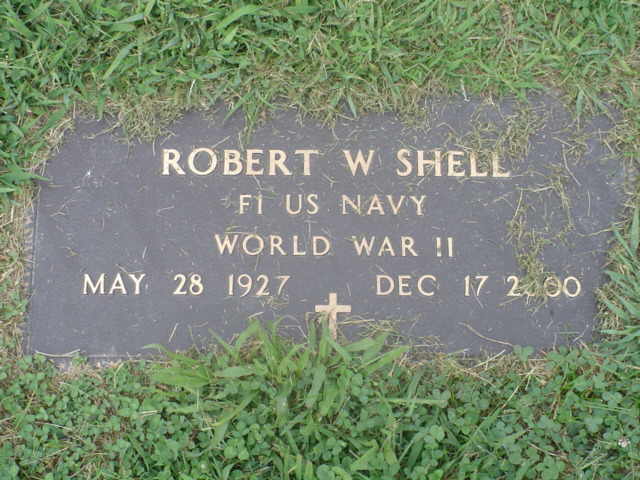 ROBERT W SHELL
F1 US NAVY
WORLD WAR II
MAY 28 1927 DEC 17 2000